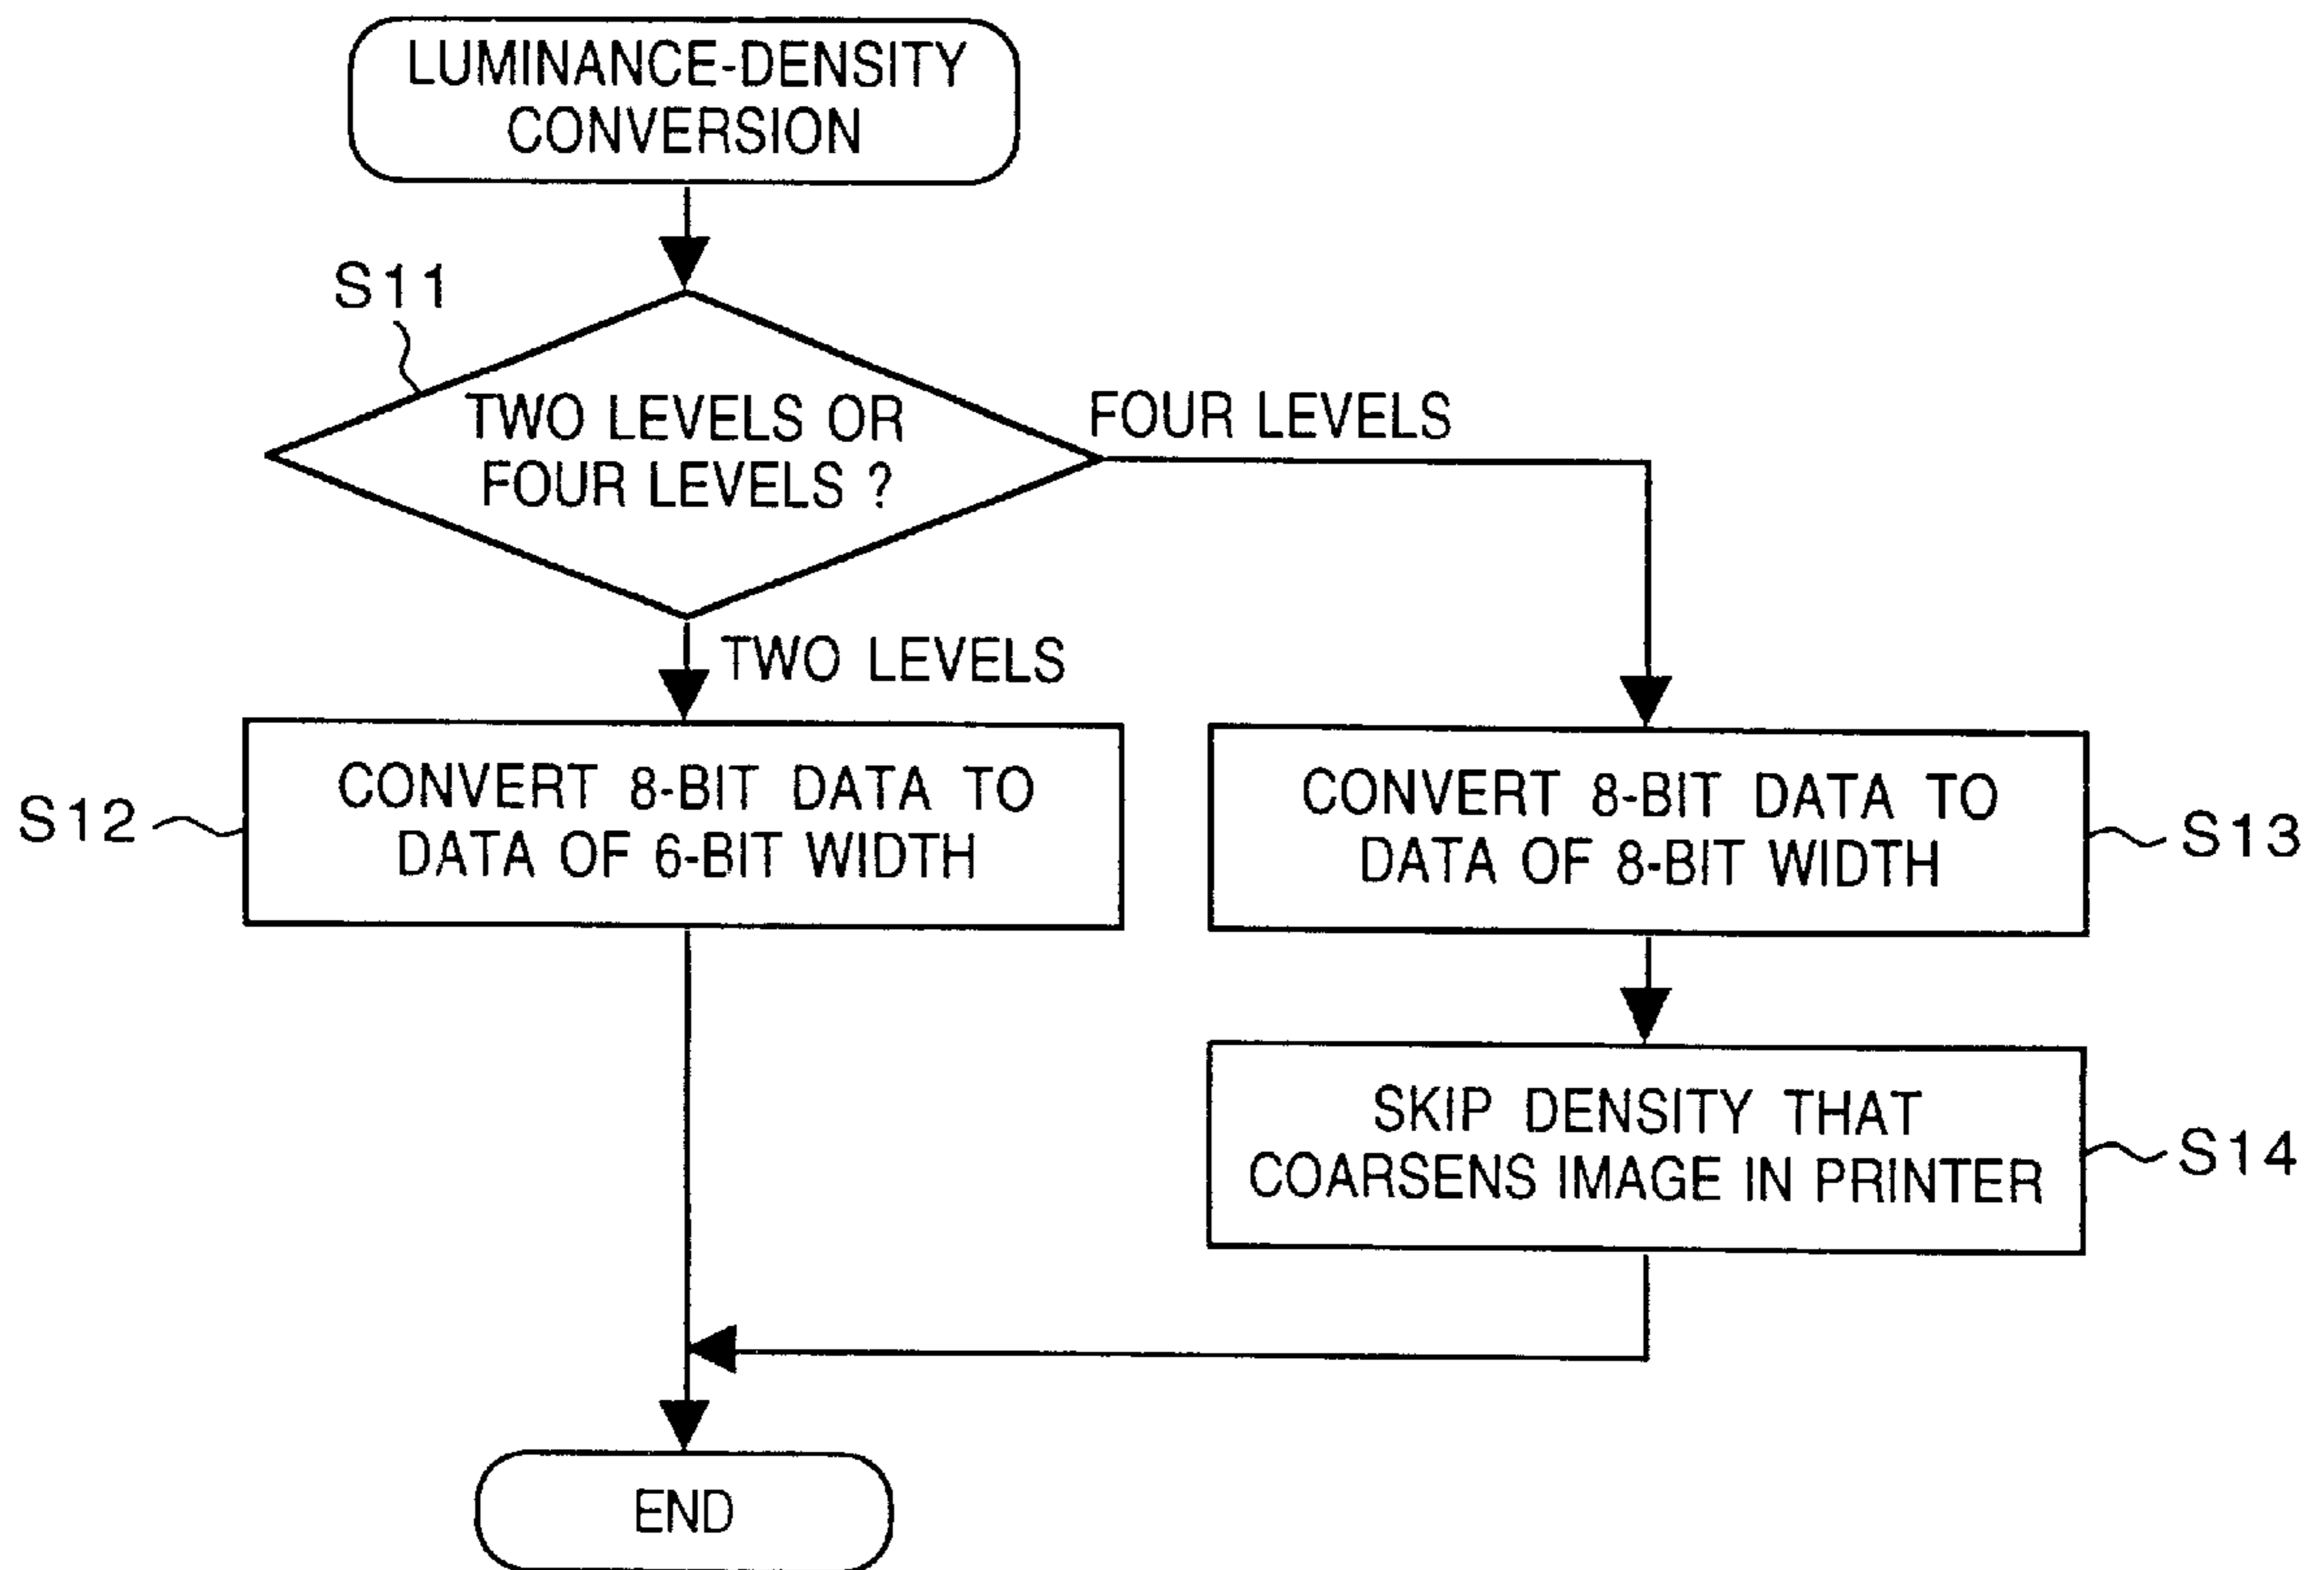 LUMINANCE-DENSITY
CONVERSION
S11
TWO LEVELS OR
FOUR LEVELS ?
FOUR LEVELS
TWO LEVELS
S12
CONVERT 8-BIT DATA TO
DATA OF 6-BIT WIDTH
CONVERT 8-BIT DATA TO
DATA OF 8-BIT WIDTH
S13
SKIP DENSITY THAT
COARSENS IMAGE IN PRINTER
S14
END